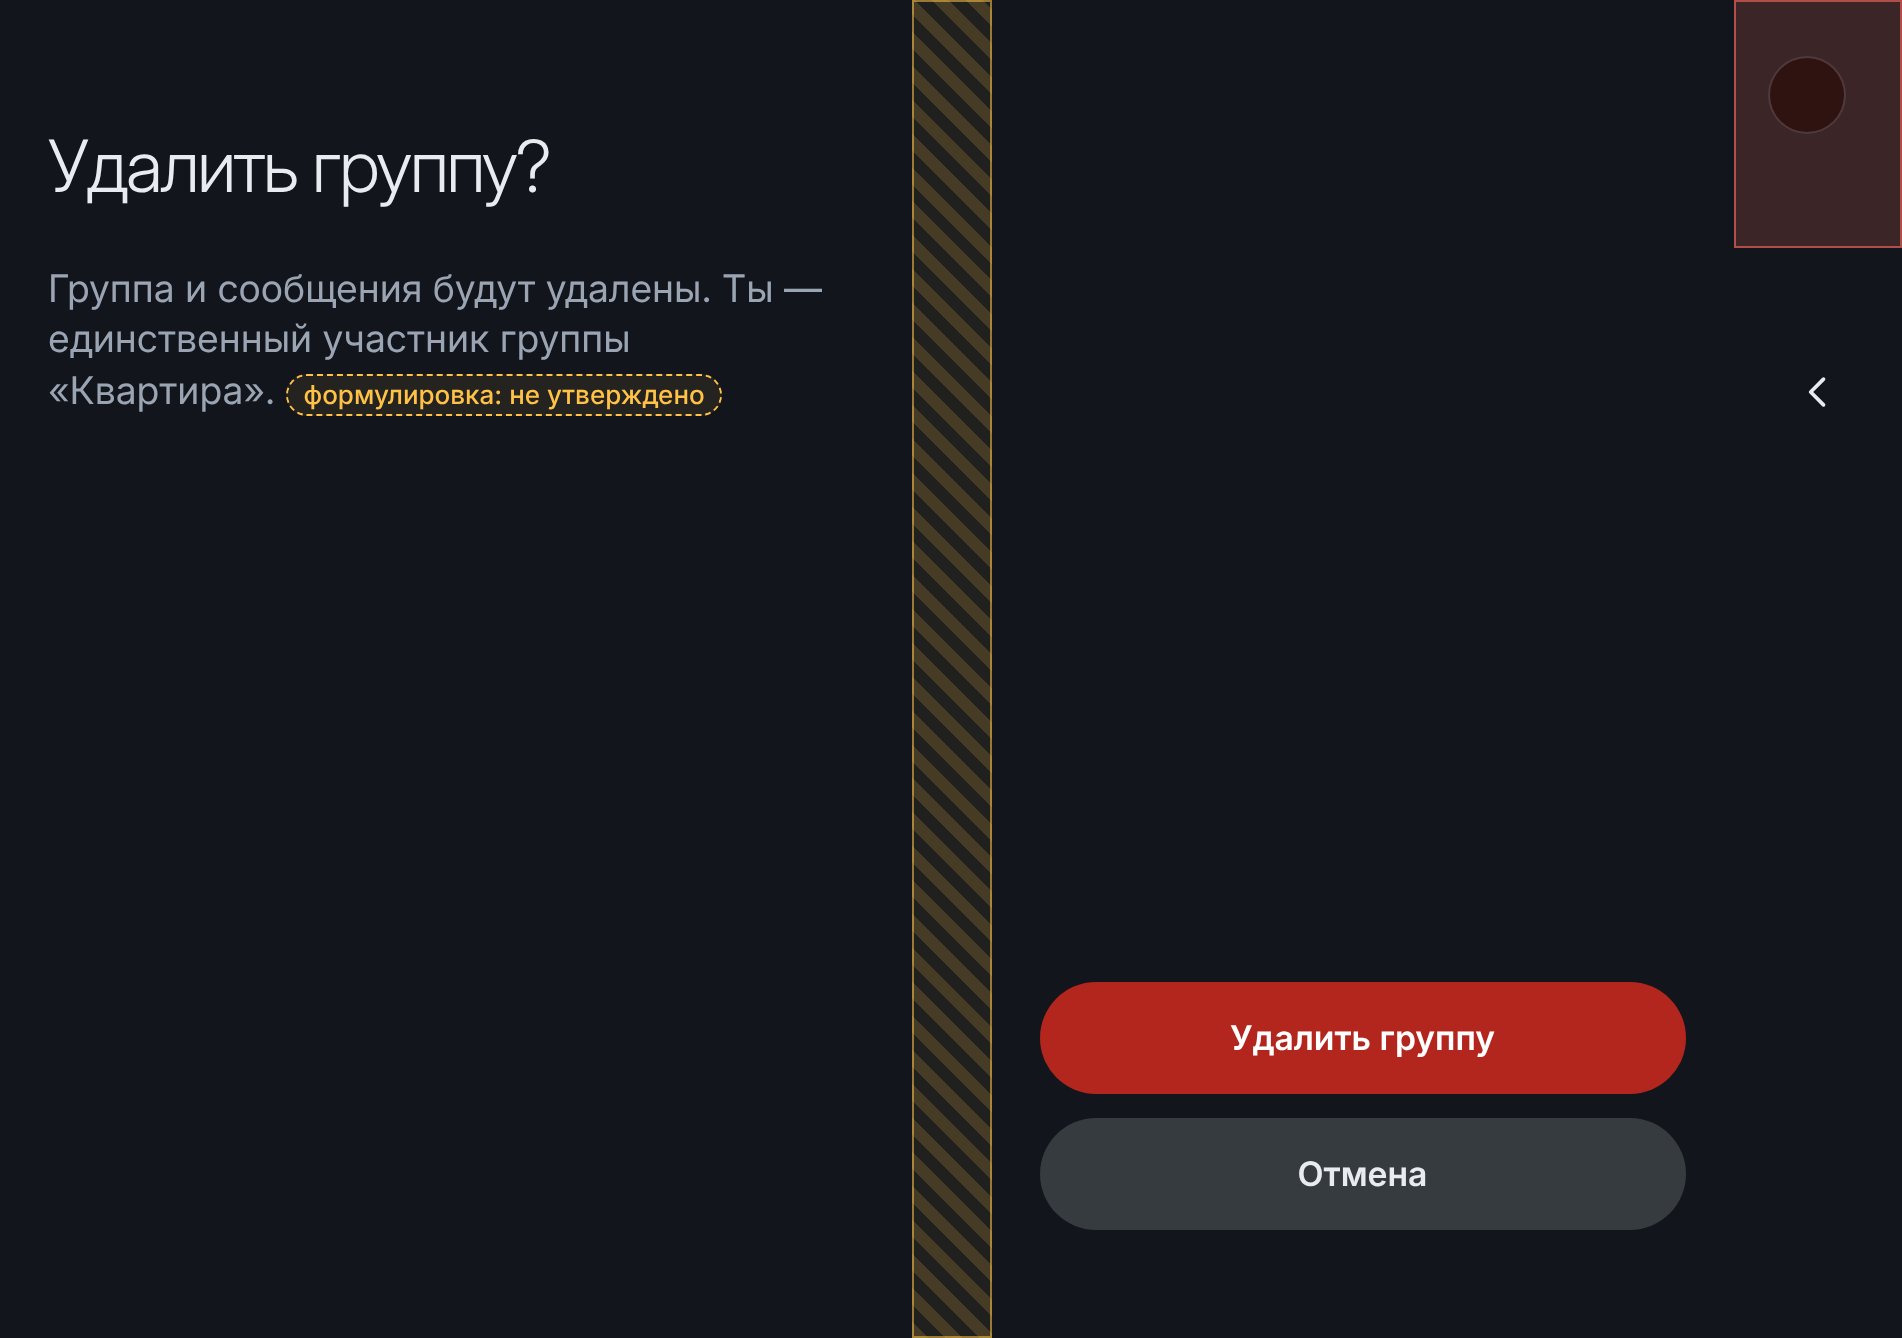 Удалить группу?
Группа и сообщения будут удалены. Ты —
единственный участник группы
«Квартира». формулировка: не утверждено
Удалить группу
Отмена